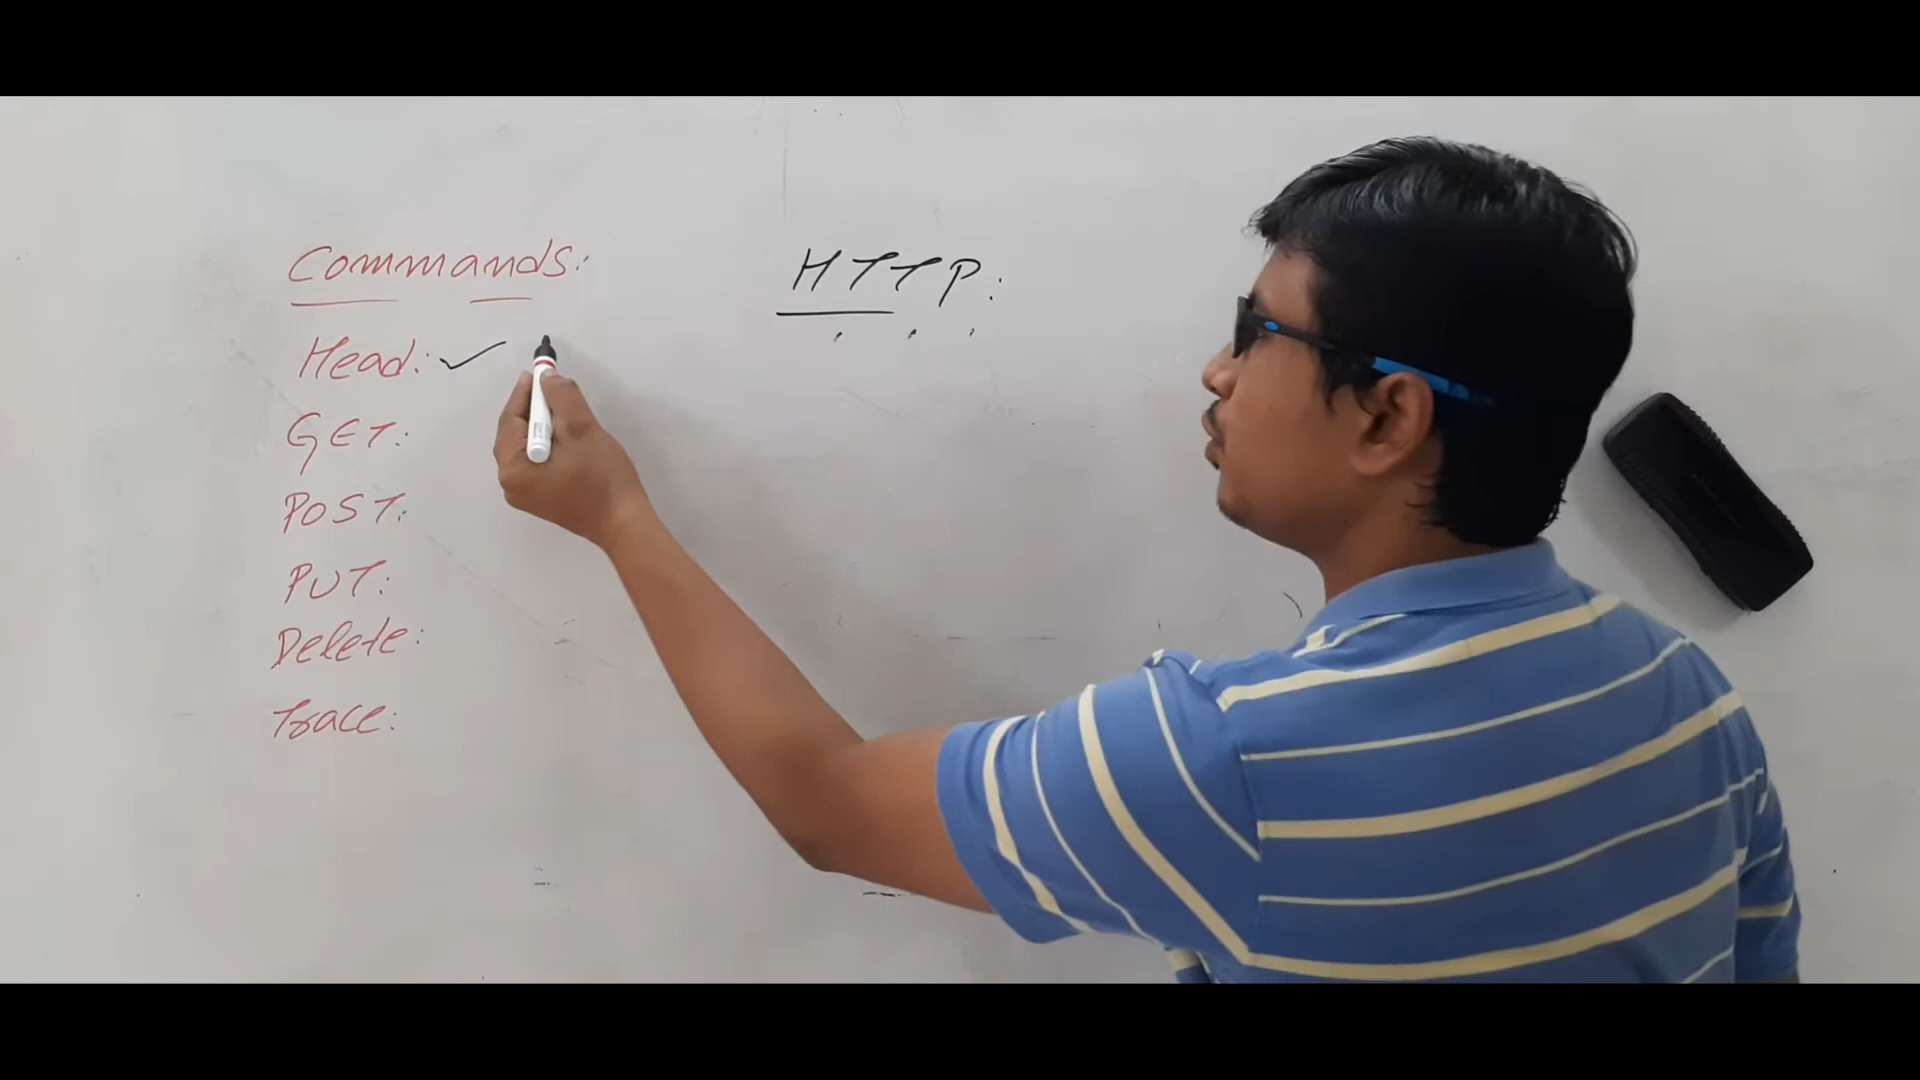 Commands:
HTTP:
Head: ✓
GET:
POST:
PUT:
Delete:
Trace: